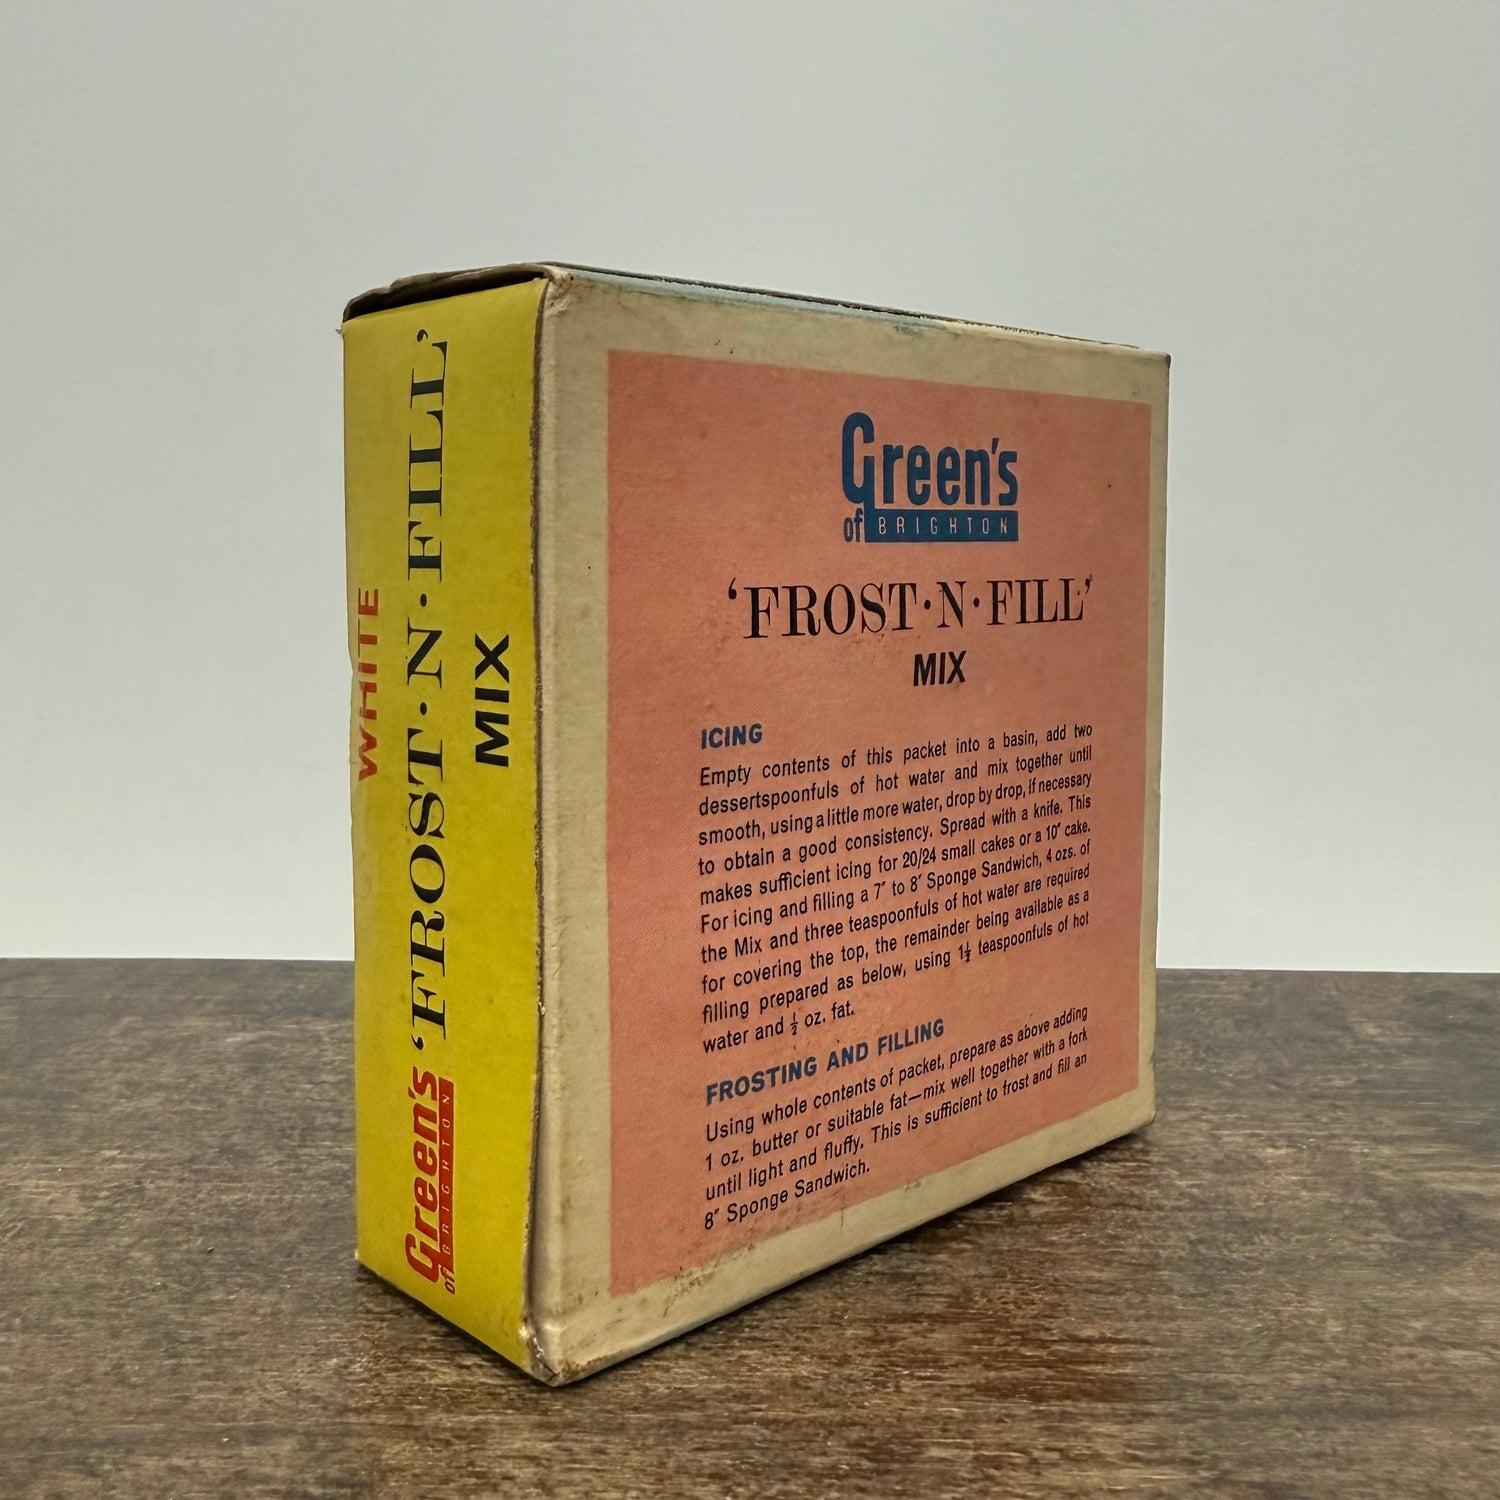 WHITE
'FROST·N·FILL'
MIX
Green's
of BRIGHTON
Green's
of BRIGHTON
'FROST·N·FILL'
MIX
ICING
Empty contents of this packet into a basin, add two
dessertspoonfuls of hot water and mix together until
smooth, using a little more water, drop by drop, if necessary
to obtain a good consistency. Spread with a knife. This
makes sufficient icing for 20/24 small cakes or a 10" cake.
For icing and filling a 7" to 8" Sponge Sandwich, 4 ozs. of
the Mix and three teaspoonfuls of hot water are required
for covering the top, the remainder being available as a
filling prepared as below, using 1½ teaspoonfuls of hot
water and ½ oz. fat.
FROSTING AND FILLING
Using whole contents of packet, prepare as above adding
1 oz. butter or suitable fat—mix well together with a fork
until light and fluffy. This is sufficient to frost and fill an
8" Sponge Sandwich.